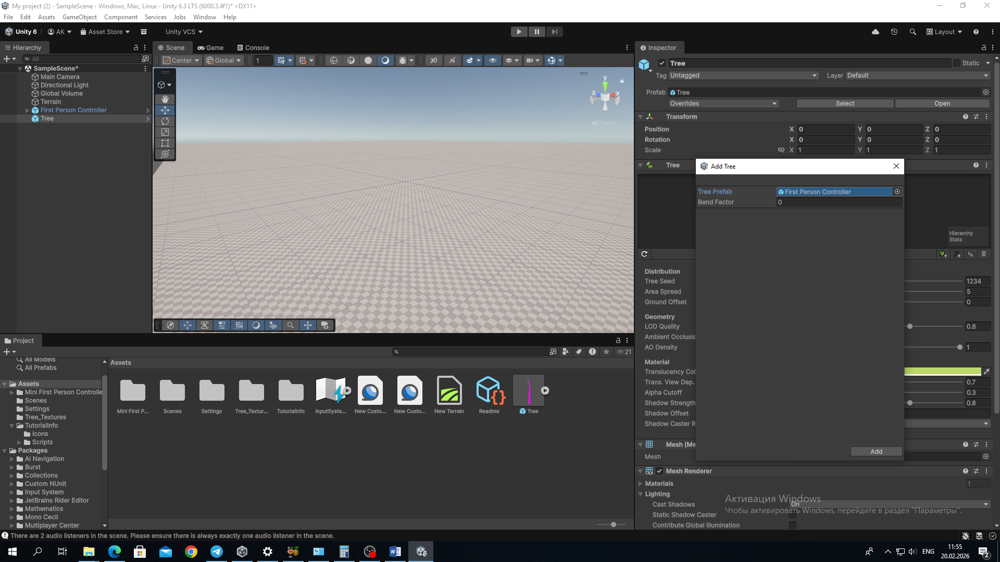 My project (2) - SampleScene - Windows, Mac, Linux - Unity 6.3 LTS (6000.3.4f1)* <DX11>
File Edit Assets GameObject Component Services Jobs Window Help
Unity 6 AK Asset Store Unity VCS Layout
Hierarchy
All
SampleScene*
Main Camera
Directional Light
Global Volume
Terrain
First Person Controller
Tree
Scene Game Console
Center Global 1 2D
y
z x
Persp
Inspector
Tree Static
Tag Untagged Layer Default
Prefab Tree
Overrides Select Open
Transform
Position X 0 Y 0 Z 0
Rotation X 0 Y 0 Z 0
Scale X 1 Y 1 Z 1
Tree
Add Tree
Tree Prefab First Person Controller
Bend Factor 0
Add
Hierarchy
Stats
Distribution
Tree Seed 1234
Area Spread 5
Ground Offset 0
Geometry
LOD Quality 0.8
Ambient Occlusio
AO Density 1
Material
Translucency Col
Trans. View Dep. 0.7
Alpha Cutoff 0.3
Shadow Strength 0.8
Shadow Offset
Shadow Caster R
Mesh (Me
Mesh
Mesh Renderer
Materials 1
Lighting
Cast Shadows On
Static Shadow Caster
Contribute Global Illumination
Активация Windows
Чтобы активировать Windows, перейдите в раздел "Параметры".
Project
21
All Models
All Prefabs
Assets
Mini First Person Controlle
Scenes
Settings
Tree_Textures
TutorialInfo
Icons
Scripts
Packages
AI Navigation
Burst
Collections
Custom NUnit
Input System
JetBrains Rider Editor
Mathematics
Mono Cecil
Multiplayer Center
Assets
Mini First P... Scenes Settings Tree_Textur... TutorialInfo InputSyste... New Custo... New Custo... New Terrain Readme Tree
There are 2 audio listeners in the scene. Please ensure there is always exactly one audio listener in the scene.
ENG
11:55
20.02.2026
2